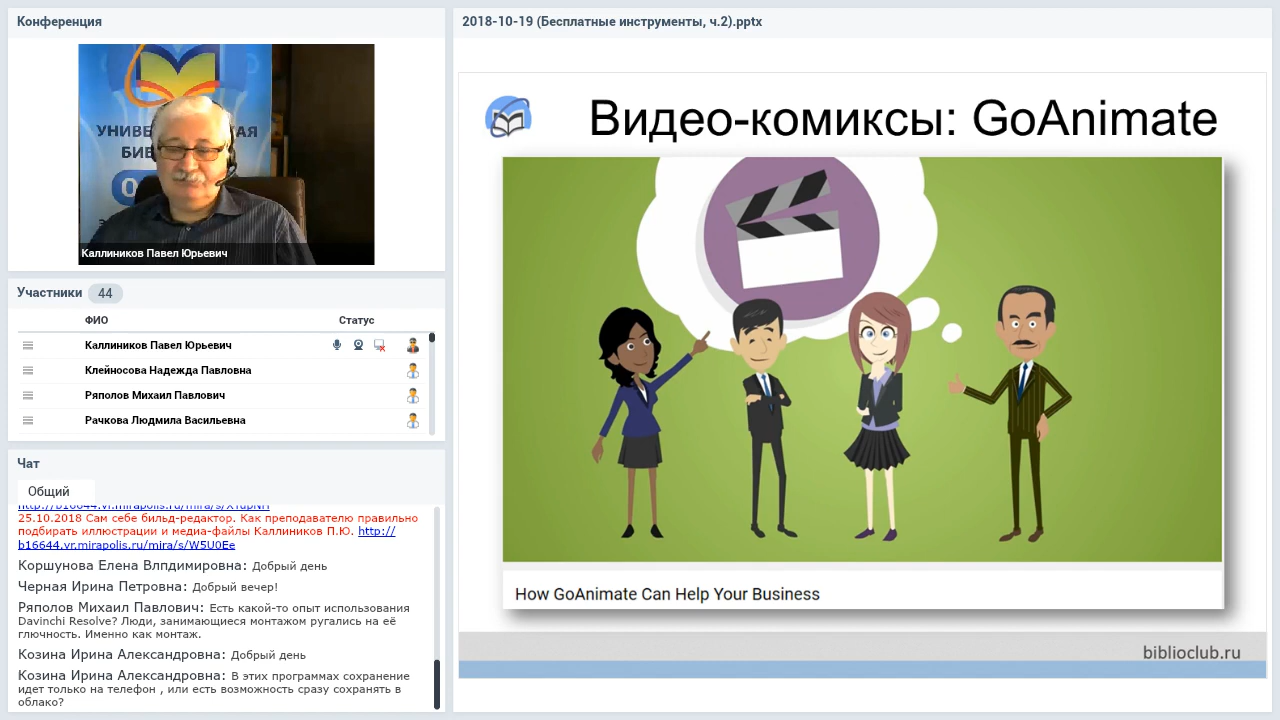 Конференция
УНИВЕ
КАЯ
БИБ
Каллиников Павел Юрьевич
Участники 44
ФИО Статус
Каллиников Павел Юрьевич
Клейносова Надежда Павловна
Ряполов Михаил Павлович
Рачкова Людмила Васильевна
Чат
Общий
25.10.2018 Сам себе бильд-редактор. Как преподавателю правильно
подбирать иллюстрации и медиа-файлы Каллиников П.Ю. http://
b16644.vr.mirapolis.ru/mira/s/W5U0Ee
Коршунова Елена Влпдимировна: Добрый день
Черная Ирина Петровна: Добрый вечер!
Ряполов Михаил Павлович: Есть какой-то опыт использования
Davinchi Resolve? Люди, занимающиеся монтажом ругались на её
глючность. Именно как монтаж.
Козина Ирина Александровна: Добрый день
Козина Ирина Александровна: В этих программах сохранение
идет только на телефон , или есть возможность сразу сохранять в
облако?
2018-10-19 (Бесплатные инструменты, ч.2).pptx
Видео-комиксы: GoAnimate
How GoAnimate Can Help Your Business
biblioclub.ru